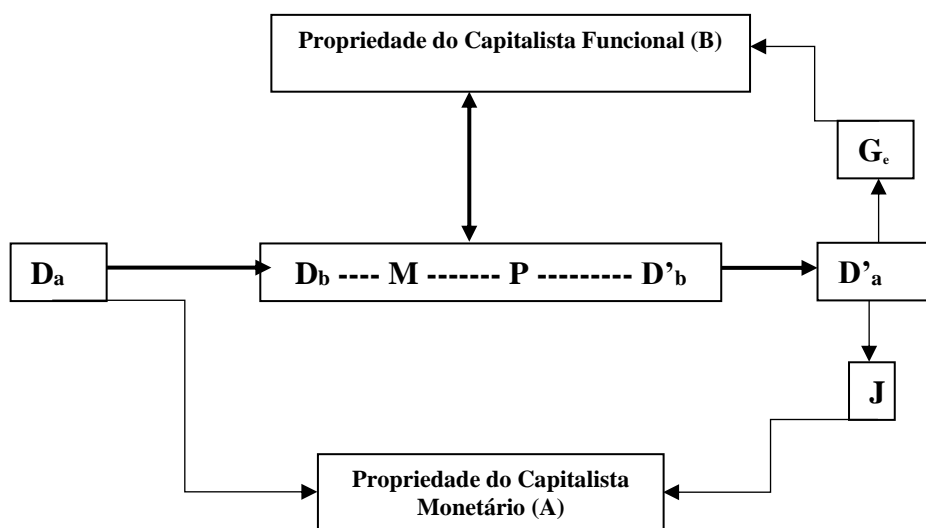 Propriedade do Capitalista Funcional (B)
Gₑ
Da
Db ---- M ------- P --------- D’b
D’a
J
Propriedade do Capitalista
Monetário (A)